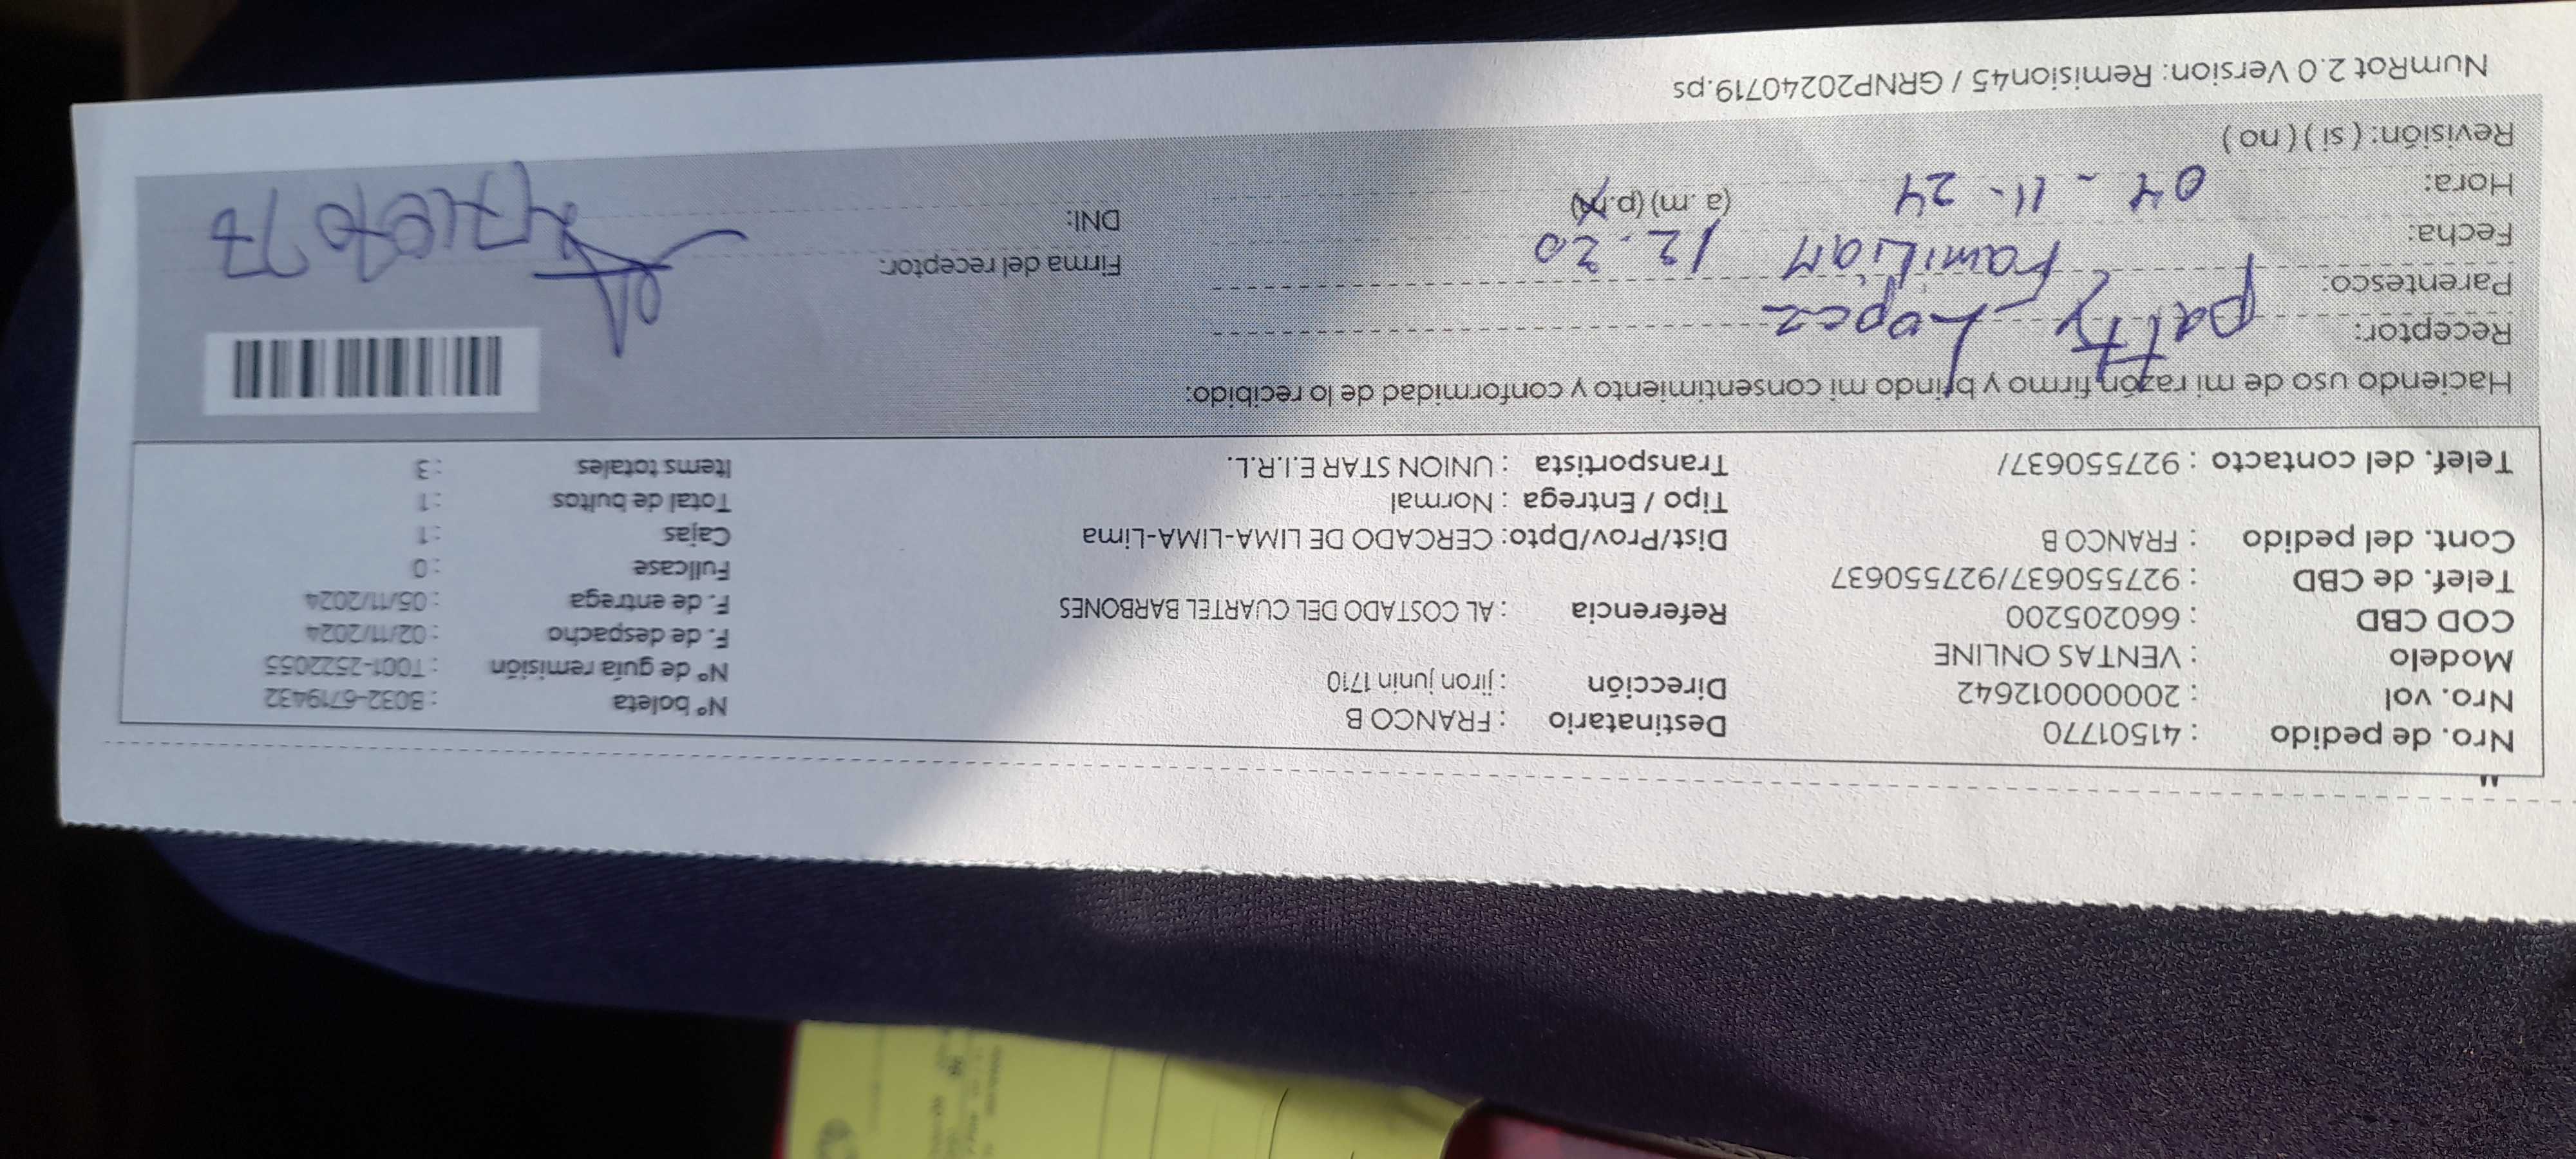 Nro. de pedido : 41501770
Nro. vol : 20000000012642
Modelo : VENTAS ONLINE
COD CBD : 660205200
Telef. de CBD : 927550637/927550637
Cont. del pedido : FRANCO B
Telef. del contacto : 927550637/
Destinatario : FRANCO B
Dirección : jiron junin 1710
Referencia : AL COSTADO DEL CUARTEL BARBONES
Dist/Prov/Dpto: CERCADO DE LIMA-LIMA-Lima
Tipo / Entrega : Normal
Transportista : UNION STAR E.I.R.L.
N° boleta : B032-6719432
N° de guía remisión : T001-2522055
F. de despacho : 02/11/2024
F. de entrega : 05/11/2024
Fullcase : 0
Cajas : 1
Total de bultos : 1
Items totales : 3
Haciendo uso de mi razón firmo y brindo mi consentimiento y conformidad de lo recibido:
Receptor: Patty Lopez
Parentesco: Familiar
Fecha: 12.20
Hora: 04 - 11 - 24 (a .m) (p.m)
Revisión: ( si ) ( no )
Firma del receptor:
DNI:
NumRot 2.0 Version: Remision45 / GRNP20240719.ps